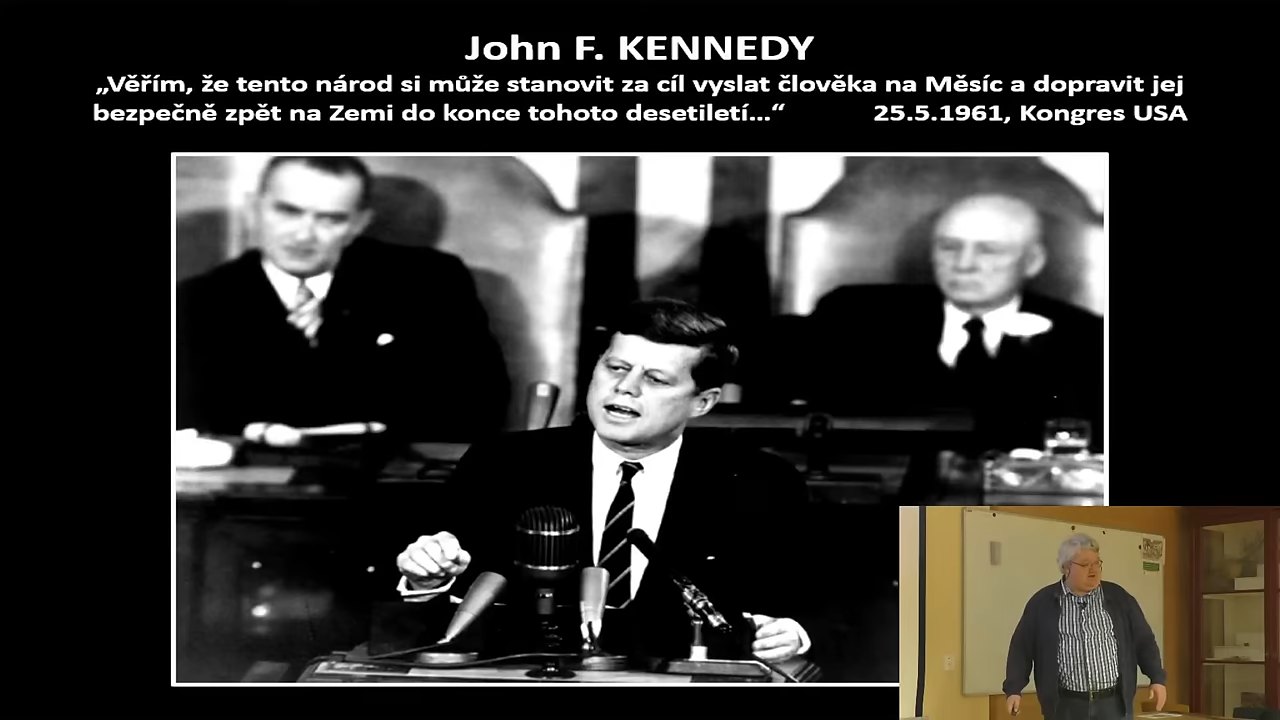 John F. KENNEDY
„Věřím, že tento národ si může stanovit za cíl vyslat člověka na Měsíc a dopravit jej
bezpečně zpět na Zemi do konce tohoto desetiletí...“ 25.5.1961, Kongres USA